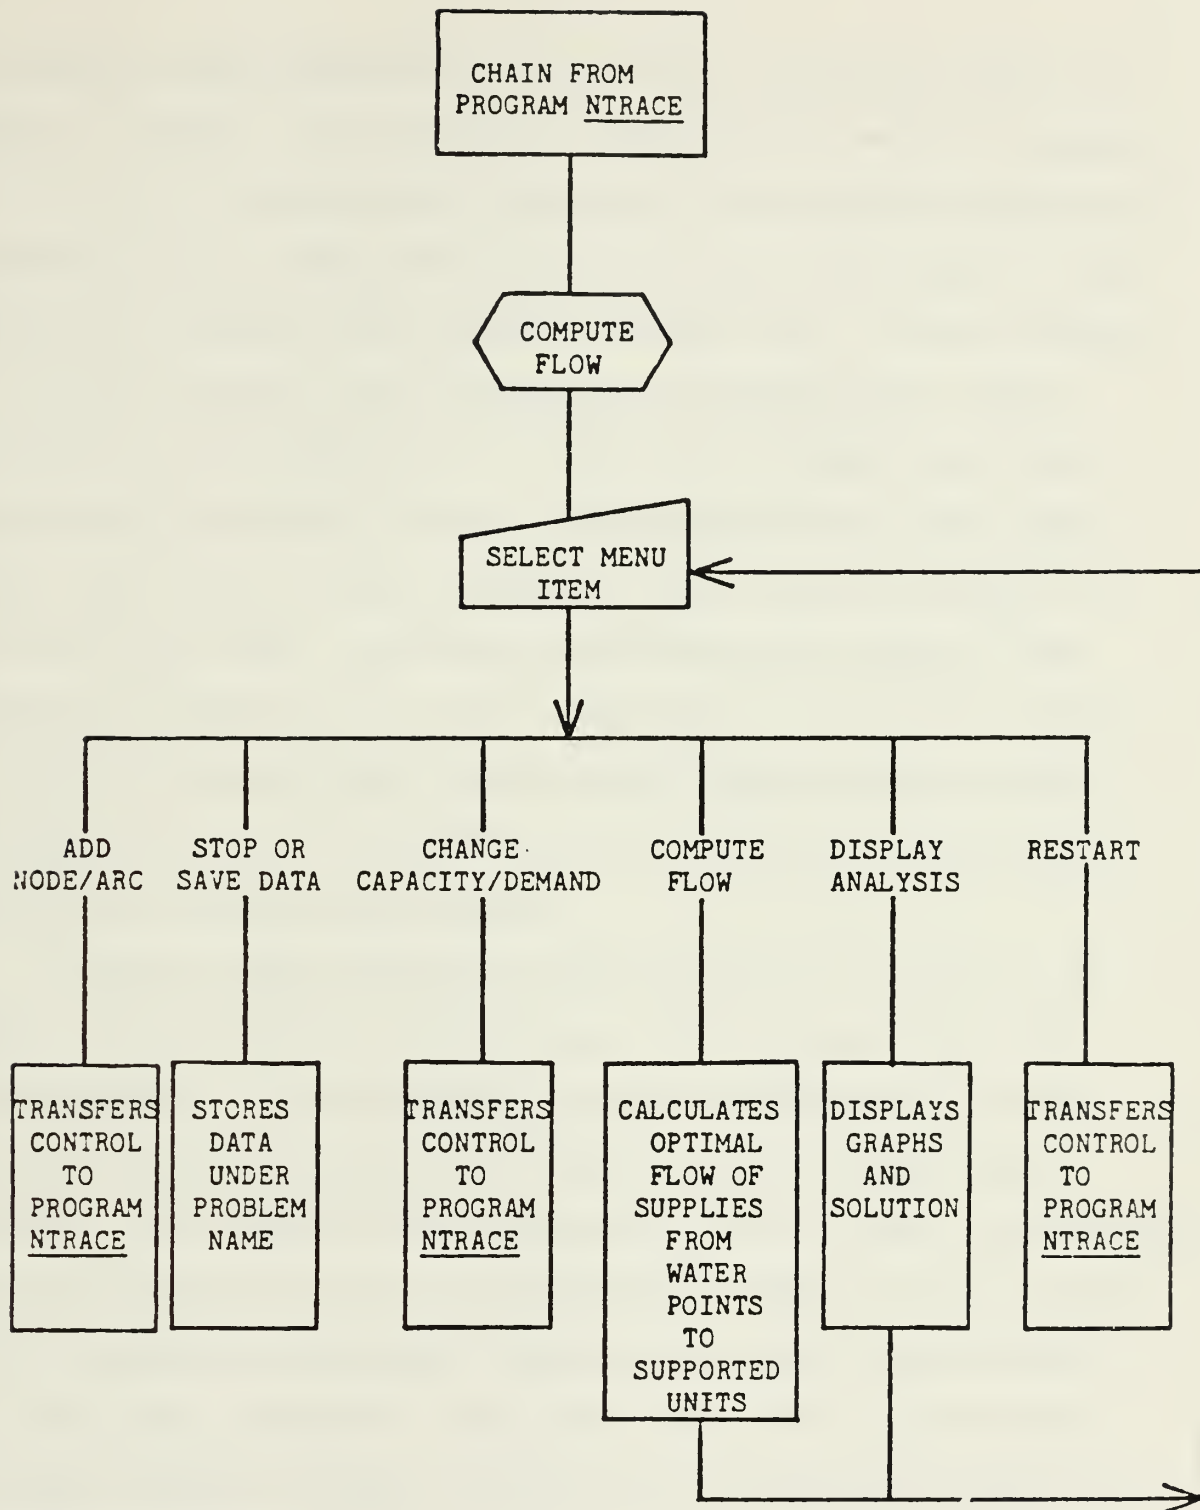 CHAIN FROM
PROGRAM NTRACE
COMPUTE
FLOW
SELECT MENU
ITEM
ADD
NODE/ARC
STOP OR
SAVE DATA
CHANGE
CAPACITY/DEMAND
COMPUTE
FLOW
DISPLAY
ANALYSIS
RESTART
TRANSFERS
CONTROL
TO
PROGRAM
NTRACE
STORES
DATA
UNDER
PROBLEM
NAME
TRANSFERS
CONTROL
TO
PROGRAM
NTRACE
CALCULATES
OPTIMAL
FLOW OF
SUPPLIES
FROM
WATER
POINTS
TO
SUPPORTED
UNITS
DISPLAYS
GRAPHS
AND
SOLUTION
TRANSFERS
CONTROL
TO
PROGRAM
NTRACE